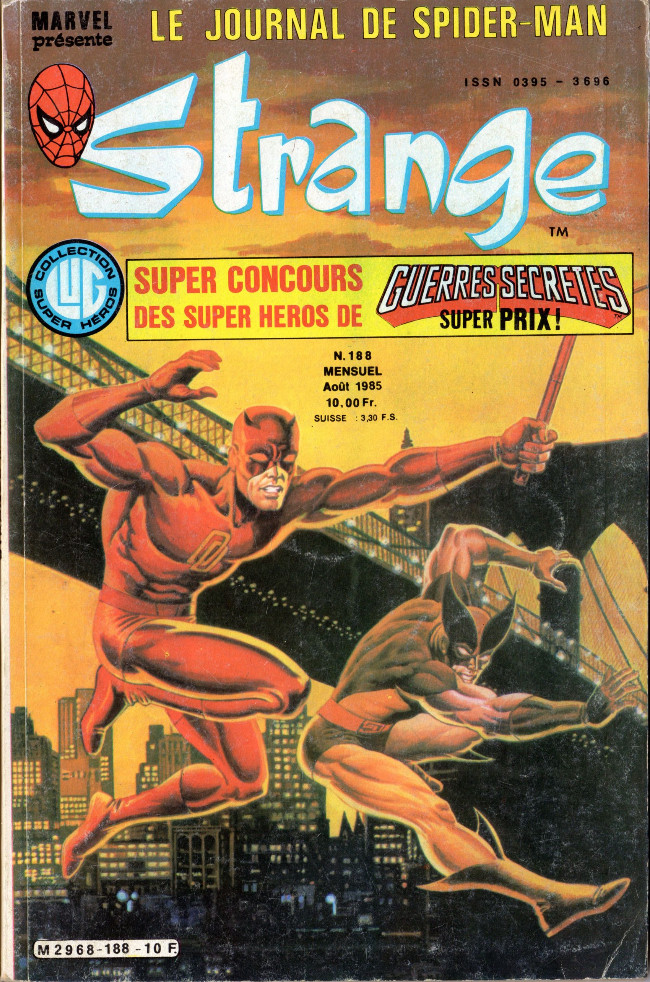 MARVEL
présente
LE JOURNAL DE SPIDER-MAN
ISSN 0395 - 3696
Strange
TM
COLLECTION
LUG
SUPER HÉROS
SUPER CONCOURS
DES SUPER HEROS DE
GUERRES SECRETES
SUPER PRIX!
N.188
MENSUEL
Août 1985
10,00 Fr.
SUISSE : 3,30 F.S.
D
M 2968 - 188 - 10 F.